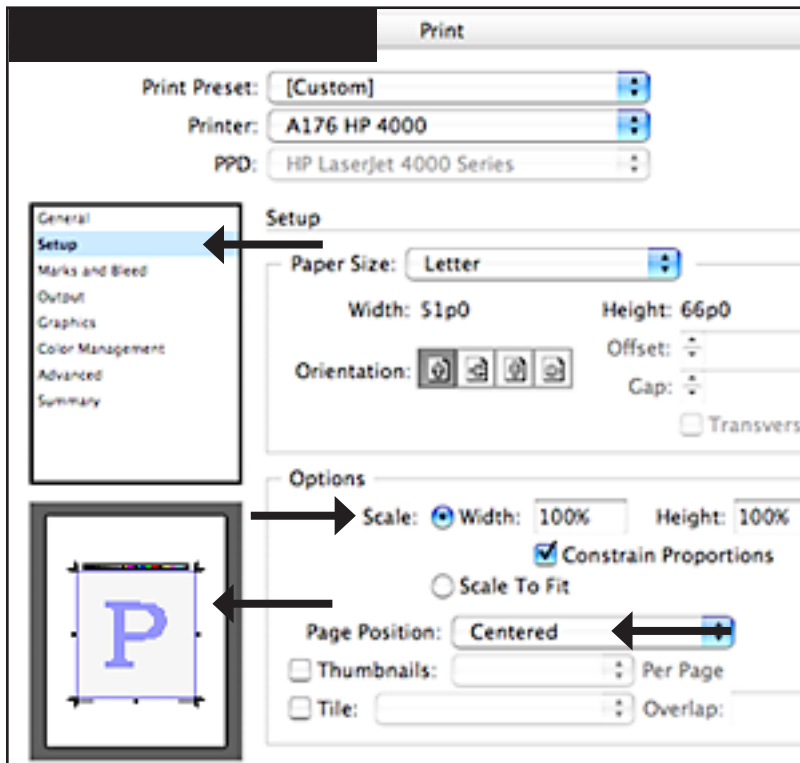 Print
Print Preset: [Custom]
Printer: A176 HP 4000
PPD: HP LaserJet 4000 Series
General
Setup
Marks and Bleed
Output
Graphics
Color Management
Advanced
Summary
Setup
Paper Size: Letter
Width: 51p0 Height: 66p0
Orientation: Offset:
Gap:
Transvers
Options
Scale: Width: 100% Height: 100%
Constrain Proportions
Scale To Fit
Page Position: Centered
Thumbnails: Per Page
Tile: Overlap:
P